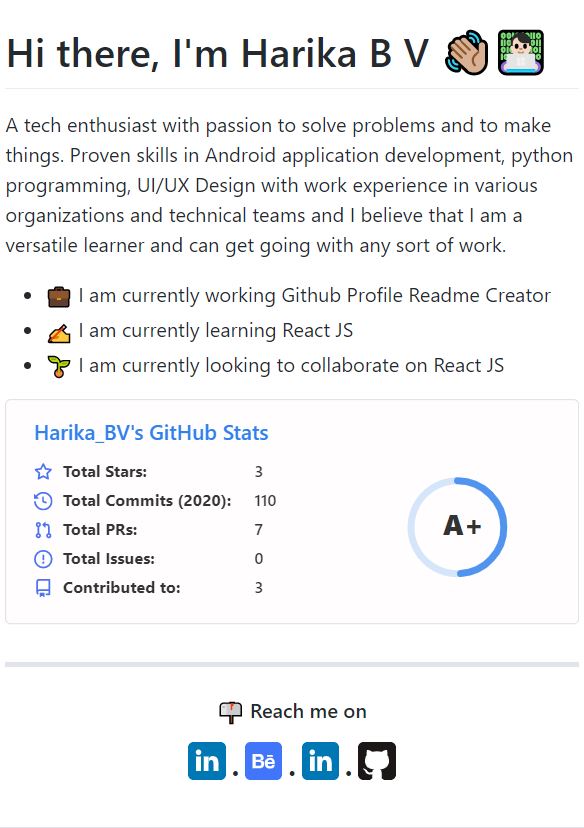 Hi there, I'm Harika B V
A tech enthusiast with passion to solve problems and to make
things. Proven skills in Android application development, python
programming, UI/UX Design with work experience in various
organizations and technical teams and I believe that I am a
versatile learner and can get going with any sort of work.
I am currently working Github Profile Readme Creator
I am currently learning React JS
I am currently looking to collaborate on React JS
Harika_BV's GitHub Stats
Total Stars: 3
Total Commits (2020): 110
Total PRs: 7
Total Issues: 0
Contributed to: 3
A+
Reach me on
in . Bē . in .